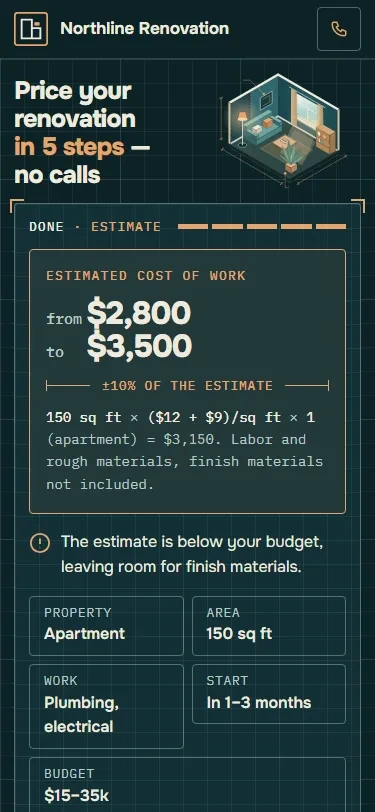 Northline Renovation
Price your
renovation
in 5 steps —
no calls
DONE · ESTIMATE
ESTIMATED COST OF WORK
from $2,800
to $3,500
±10% OF THE ESTIMATE
150 sq ft × ($12 + $9)/sq ft × 1
(apartment) = $3,150. Labor and
rough materials, finish materials
not included.
The estimate is below your budget,
leaving room for finish materials.
PROPERTY
Apartment
AREA
150 sq ft
WORK
Plumbing,
electrical
START
In 1–3 months
BUDGET
$15–35k